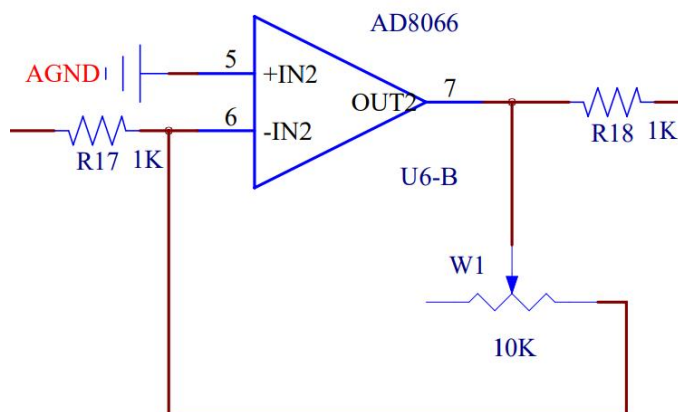 AD8066
5
+IN2
AGND
OUT2
7
6
-IN2
R17 1K
R18 1K
U6-B
W1
10K